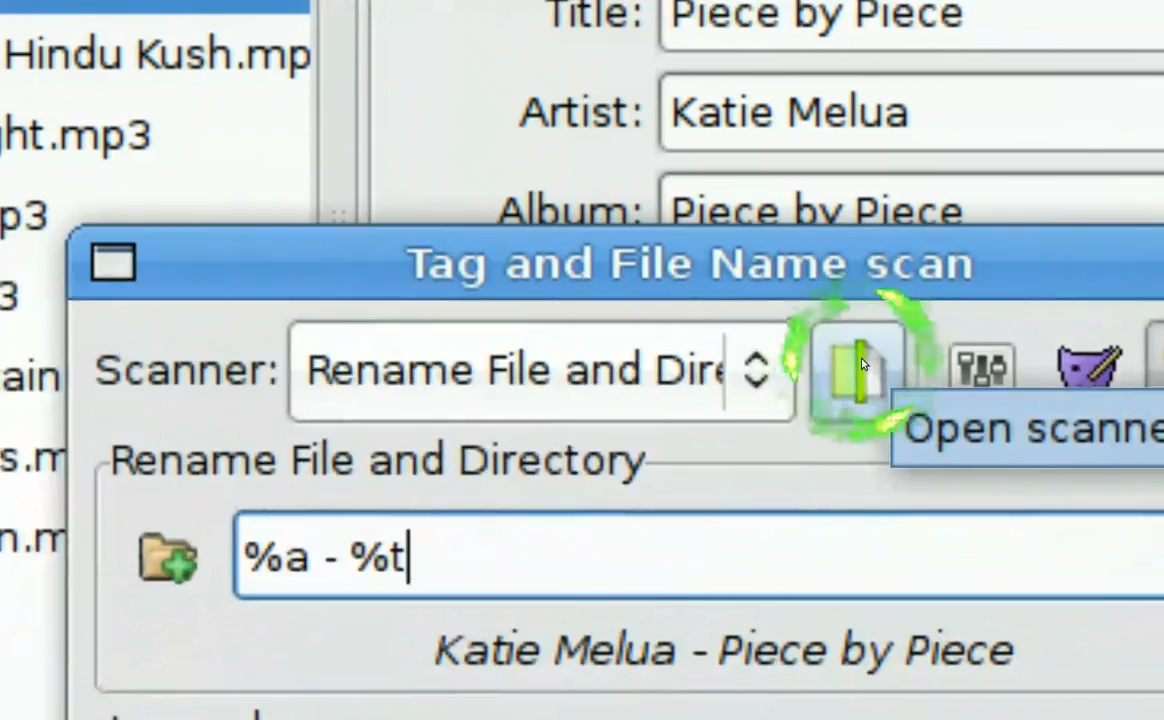 Title: Piece by Piece
Hindu Kush.mp
Artist: Katie Melua
ght.mp3
Album: Piece by Piece
p3
Tag and File Name scan
3
Scanner: Rename File and Dire
ain
Open scanne
s.m
Rename File and Directory
n.m
%a - %t
Katie Melua - Piece by Piece